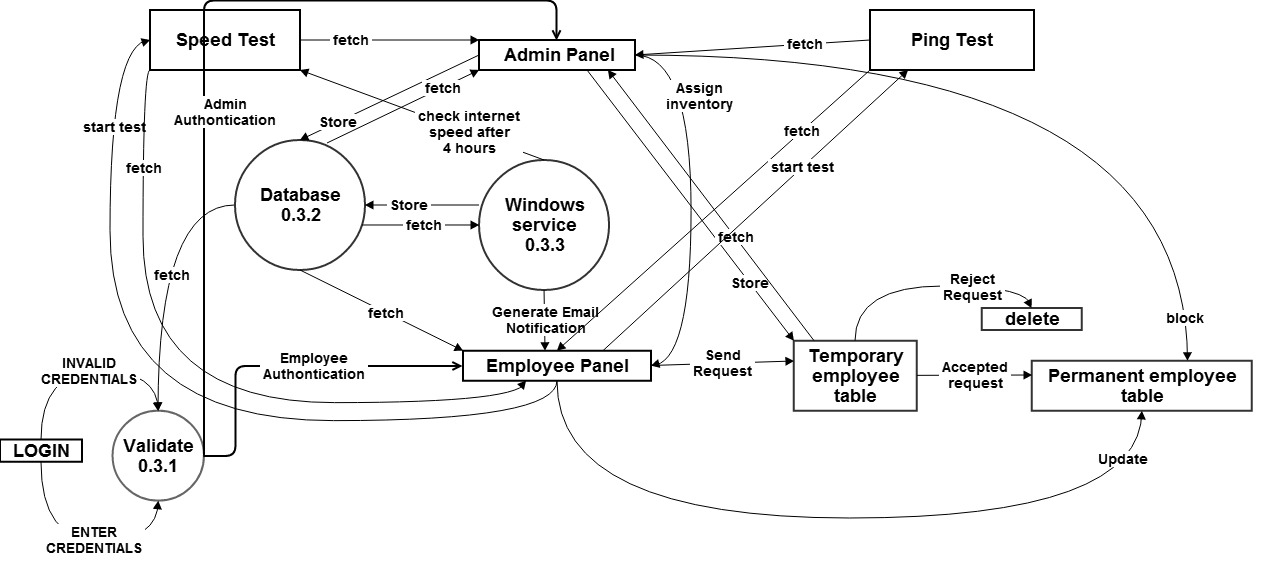 Speed Test
fetch
Admin Panel
fetch
Ping Test
Admin
Authontication
start test
fetch
fetch
Store
check internet
speed after
4 hours
Assign
inventory
fetch
start test
Database
0.3.2
Store
fetch
Windows
service
0.3.3
fetch
Store
fetch
fetch
Generate Email
Notification
Reject
Request
delete
block
INVALID
CREDENTIALS
Employee
Authontication
Employee Panel
Send
Request
Temporary
employee
table
Accepted
request
Permanent employee
table
LOGIN
Validate
0.3.1
Update
ENTER
CREDENTIALS